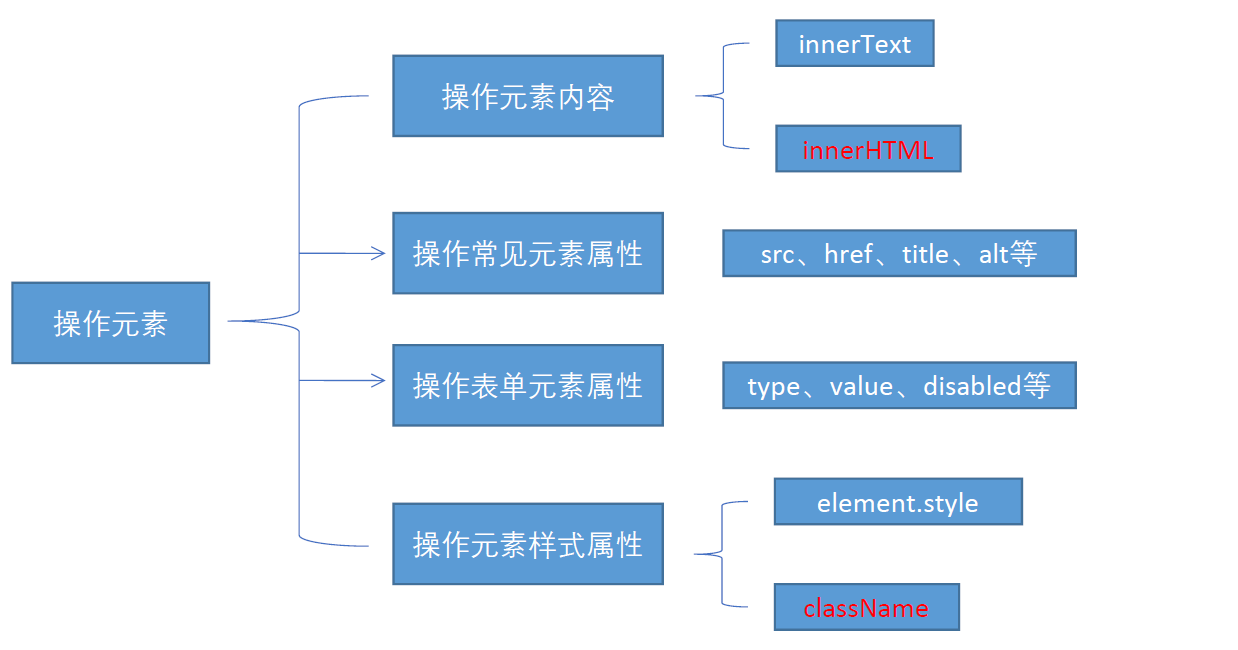 操作元素
操作元素内容
innerText
innerHTML
操作常见元素属性
src、href、title、alt等
操作表单元素属性
type、value、disabled等
操作元素样式属性
element.style
className